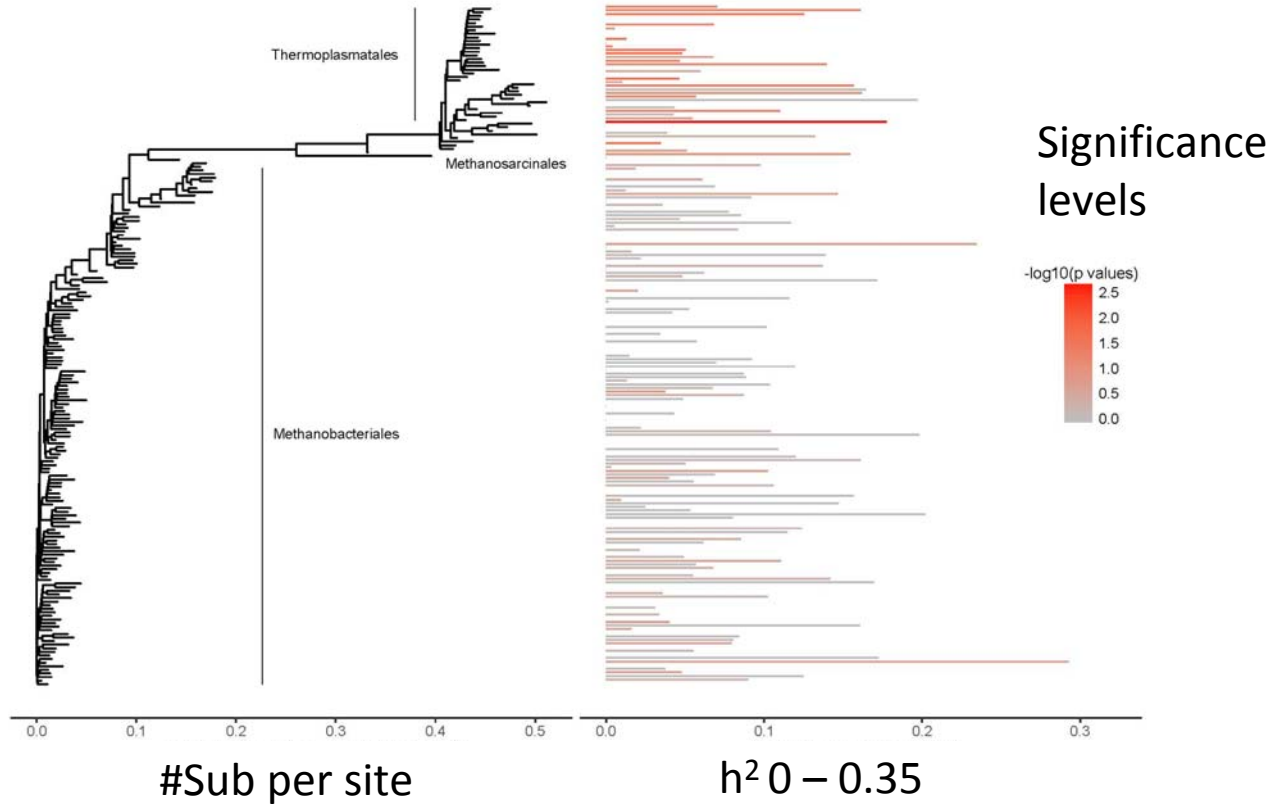 Thermoplasmatales
Methanosarcinales
Methanobacteriales
Significance
levels
-log10(p values)
2.5
2.0
1.5
1.0
0.5
0.0
0.0 0.1 0.2 0.3 0.4 0.5
0.1 0.2 0.3
#Sub per site
h² 0 – 0.35